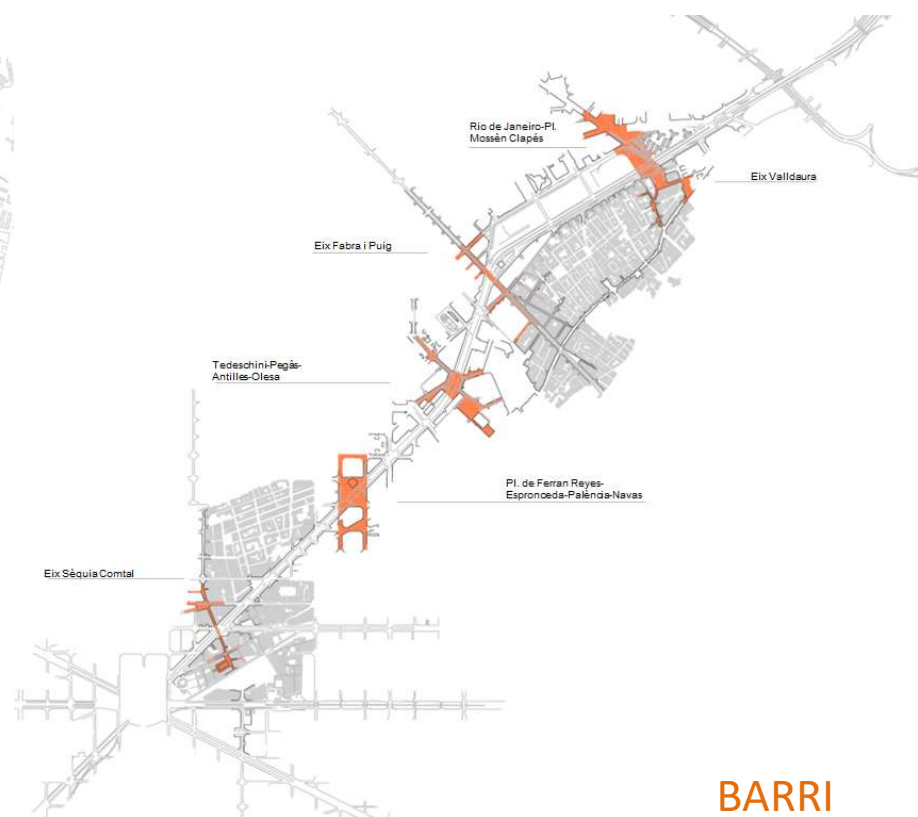 Rio de Janeiro-Pl.
Mossèn Clapés
Eix Valldaura
Eix Fabra i Puig
Tedeschini-Pegàs-
Antilles-Olesa
Pl. de Ferran Reyes-
Espronceda-Palència-Navas
Eix Sèquia Comtal
BARRI